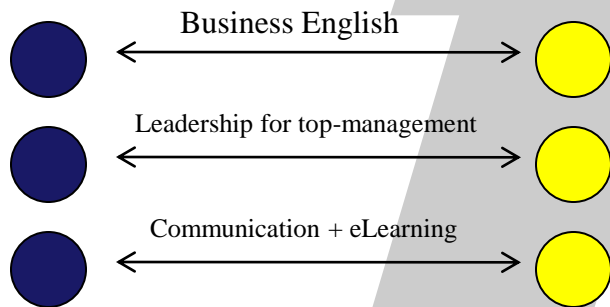 Business English
Leadership for top-management
Communication + eLearning